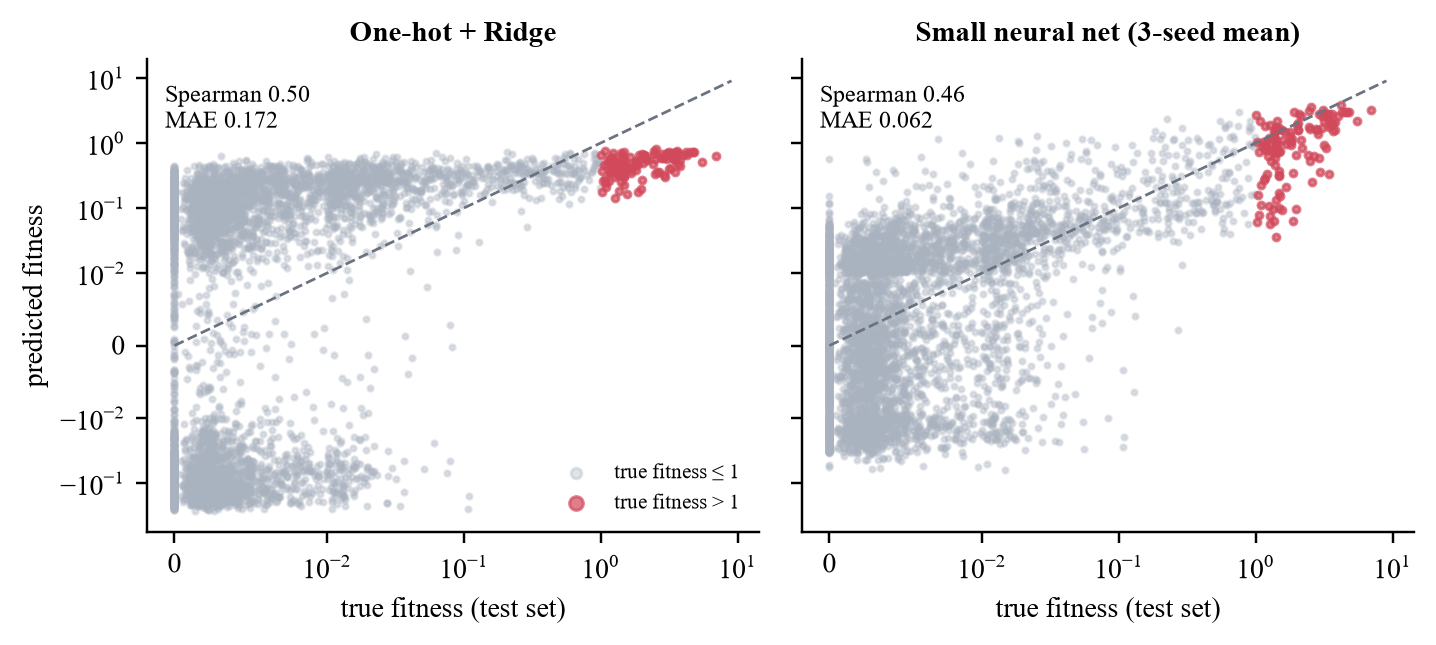 One-hot + Ridge
Spearman 0.50
MAE 0.172
predicted fitness
10¹
10⁰
10⁻¹
10⁻²
0
−10⁻²
−10⁻¹
true fitness ≤ 1
true fitness > 1
0
10⁻²
10⁻¹
10⁰
10¹
true fitness (test set)
Small neural net (3-seed mean)
Spearman 0.46
MAE 0.062
0
10⁻²
10⁻¹
10⁰
10¹
true fitness (test set)